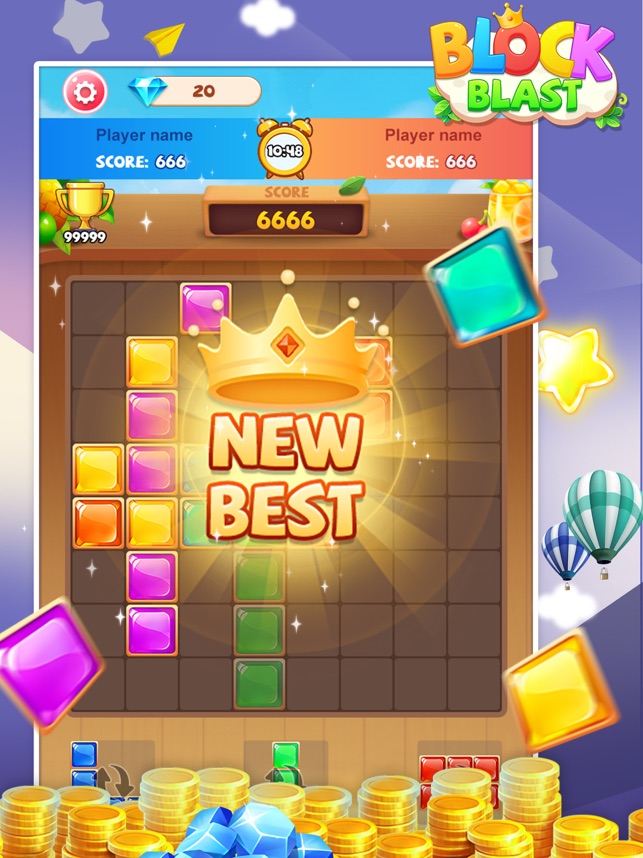 BLOCK
BLAST
20
Player name
SCORE: 666
10:48
Player name
SCORE: 666
99999
SCORE
6666
NEW
BEST